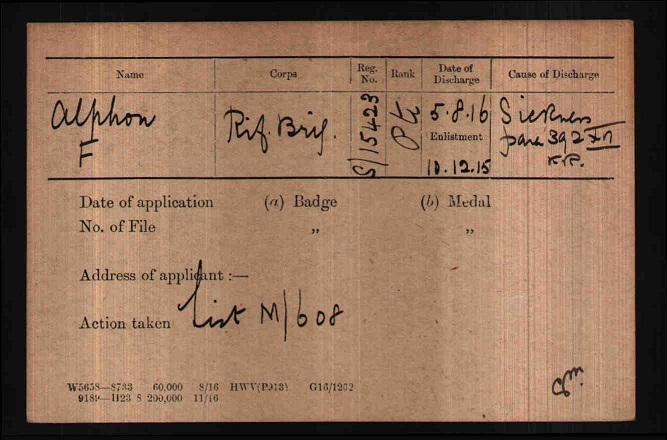 Name Corps Reg. No. Rank Date of Discharge Cause of Discharge
Alphon Rif. Brig. S/15423 Pte 5.8.16 Sickness
F Enlistment para 392 XVI
10.12.15 K.R.
Date of application (a) Badge (b) Medal
No. of File „ „
Address of applicant :—
Action taken List M/608
W5658—8733 60,000 8/16 HWV(P913) G16/1202
9189—1123 S 200,000 11/16